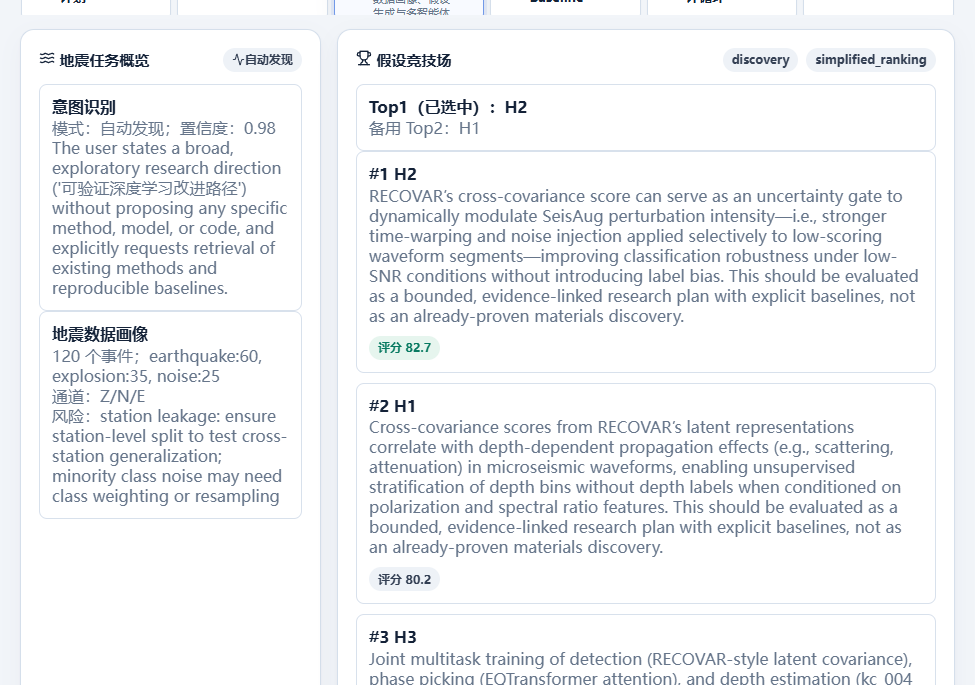 生成与多智能体
Baseline
地震任务概览
自动发现
意图识别
模式：自动发现；置信度：0.98
The user states a broad,
exploratory research direction
('可验证深度学习改进路径')
without proposing any specific
method, model, or code, and
explicitly requests retrieval of
existing methods and
reproducible baselines.
地震数据画像
120 个事件；earthquake:60,
explosion:35, noise:25
通道：Z/N/E
风险：station leakage: ensure
station-level split to test cross-
station generalization;
minority class noise may need
class weighting or resampling
假设竞技场
discovery
simplified_ranking
Top1（已选中）：H2
备用 Top2：H1
#1 H2
RECOVAR's cross-covariance score can serve as an uncertainty gate to
dynamically modulate SeisAug perturbation intensity—i.e., stronger
time-warping and noise injection applied selectively to low-scoring
waveform segments—improving classification robustness under low-
SNR conditions without introducing label bias. This should be evaluated
as a bounded, evidence-linked research plan with explicit baselines, not
as an already-proven materials discovery.
评分 82.7
#2 H1
Cross-covariance scores from RECOVAR's latent representations
correlate with depth-dependent propagation effects (e.g., scattering,
attenuation) in microseismic waveforms, enabling unsupervised
stratification of depth bins without depth labels when conditioned on
polarization and spectral ratio features. This should be evaluated as a
bounded, evidence-linked research plan with explicit baselines, not as
an already-proven materials discovery.
评分 80.2
#3 H3
Joint multitask training of detection (RECOVAR-style latent covariance),
phase picking (EQTransformer attention), and depth estimation (kc_004